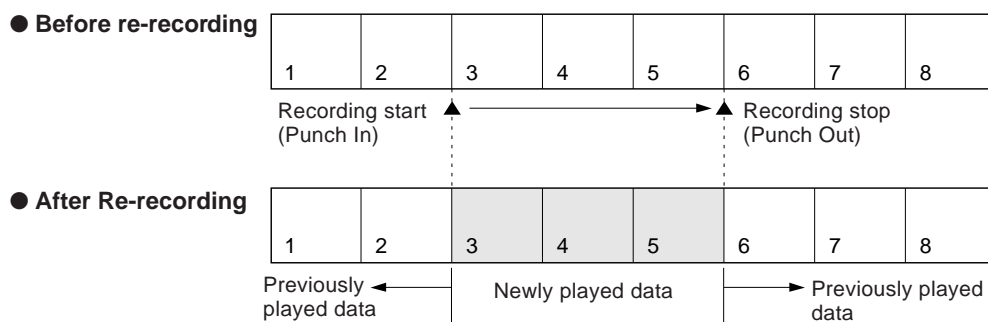 ● Before re-recording
1 2 3 4 5 6 7 8
Recording start
(Punch In)
Recording stop
(Punch Out)
● After Re-recording
1 2 3 4 5 6 7 8
Previously
played data
Newly played data
Previously played
data